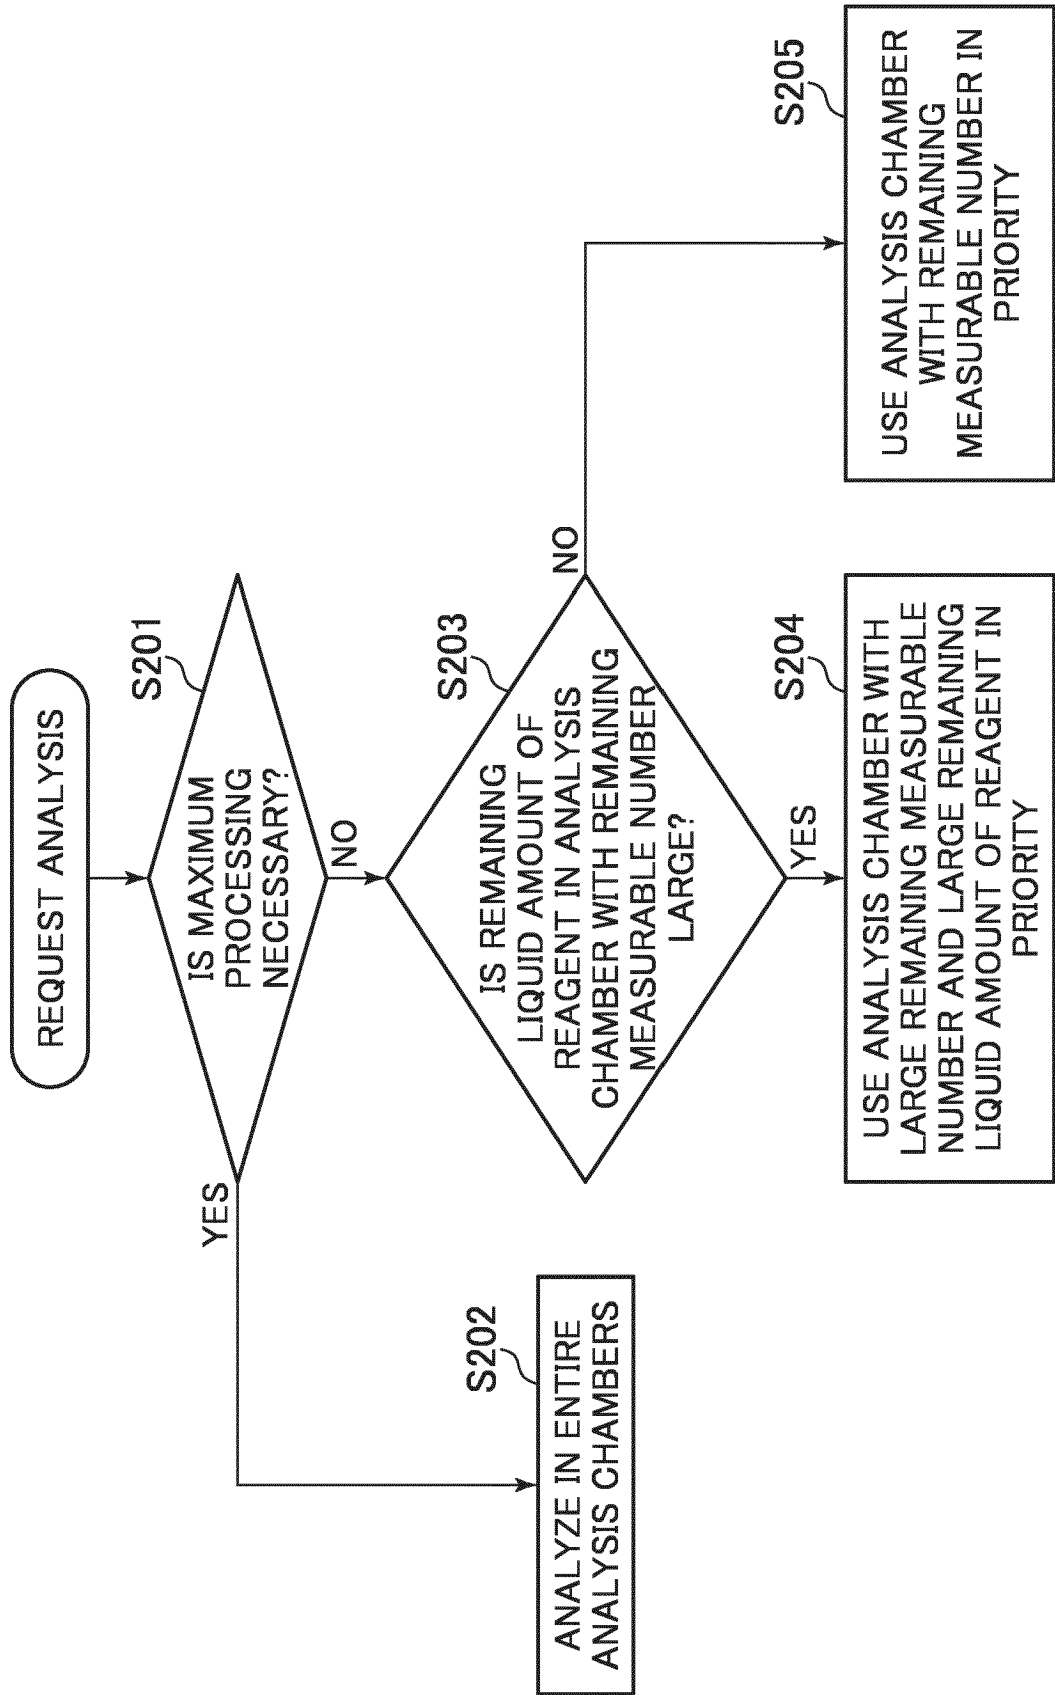 REQUEST ANALYSIS
S201
IS MAXIMUM
PROCESSING
NECESSARY?
YES
NO
S202
ANALYZE IN ENTIRE
ANALYSIS CHAMBERS
S203
IS REMAINING
LIQUID AMOUNT OF
REAGENT IN ANALYSIS
CHAMBER WITH REMAINING
MEASURABLE NUMBER
LARGE?
NO
YES
S204
USE ANALYSIS CHAMBER WITH
LARGE REMAINING MEASURABLE
NUMBER AND LARGE REMAINING
LIQUID AMOUNT OF REAGENT IN
PRIORITY
S205
USE ANALYSIS CHAMBER
WITH REMAINING
MEASURABLE NUMBER IN
PRIORITY